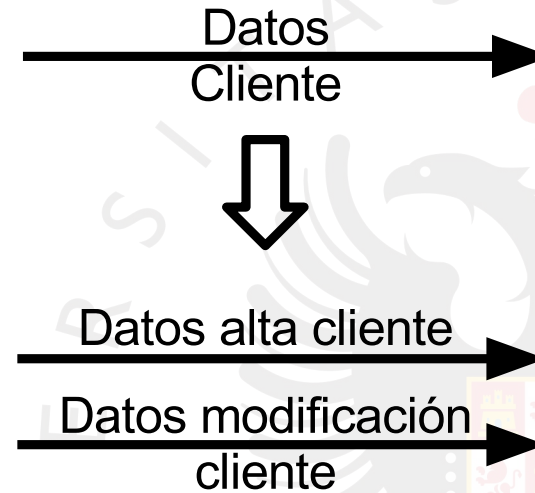 Datos
Cliente
Datos alta cliente
Datos modificación
cliente